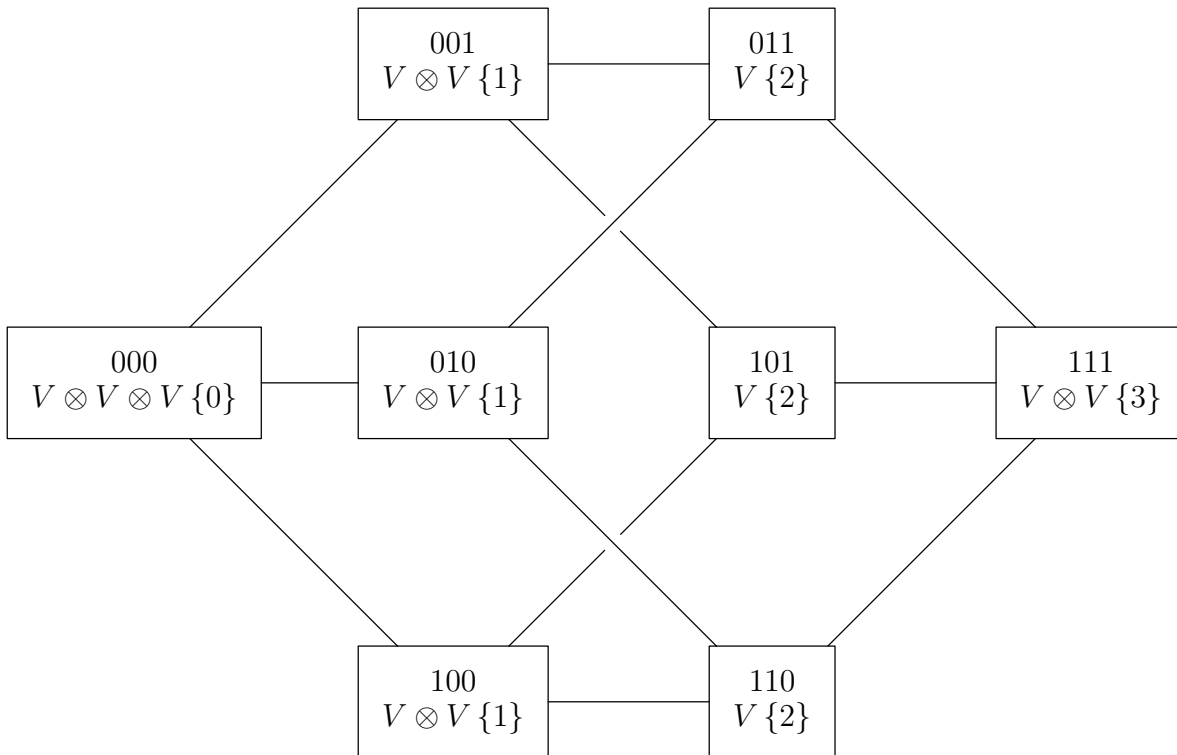 001
V ⊗ V {1}
011
V {2}
000
V ⊗ V ⊗ V {0}
010
V ⊗ V {1}
101
V {2}
111
V ⊗ V {3}
100
V ⊗ V {1}
110
V {2}